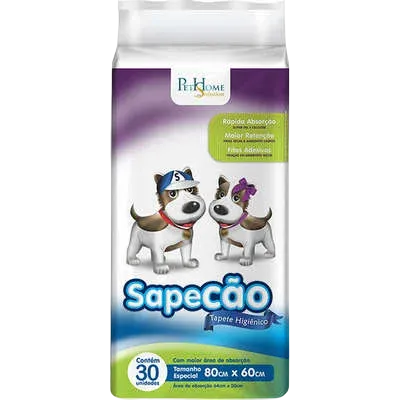 PetHome
Rápida Absorção
Maior Retenção
Fitas Adesivas
S
Sapecão
Tapete Higiênico
Contém
30
unidades
Com maior área de absorção
Tamanho
Especial
80CM x 60CM